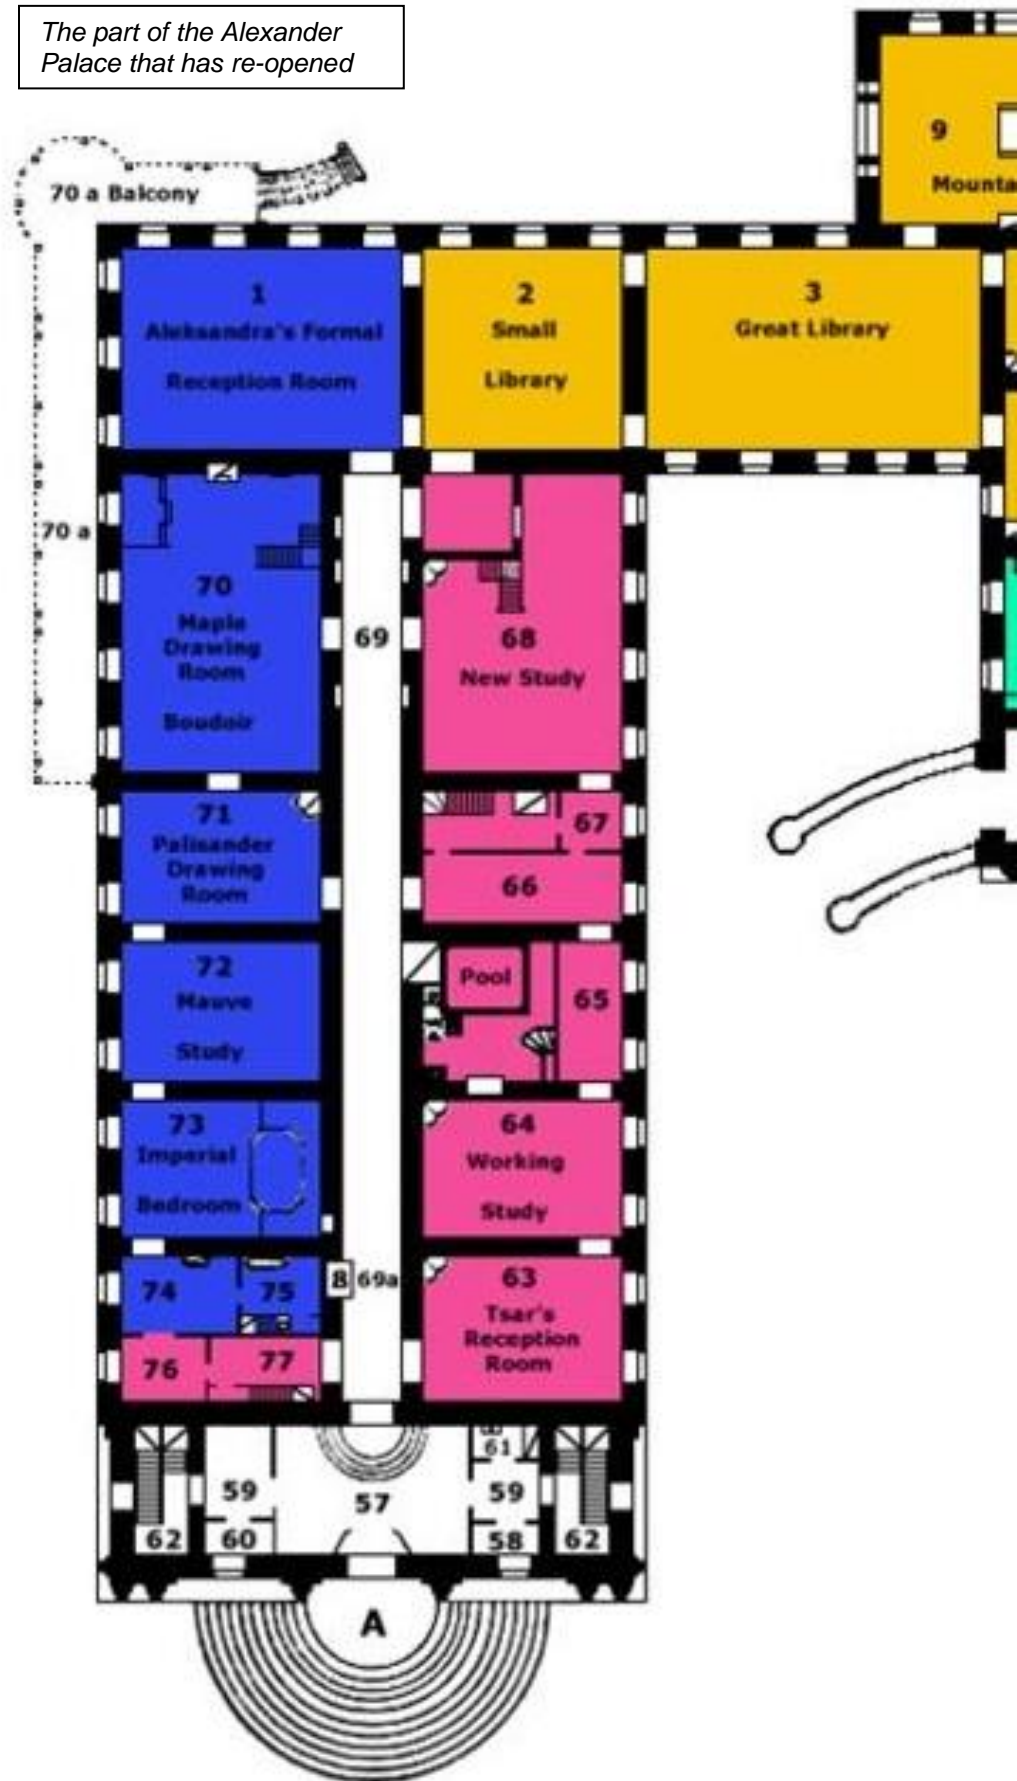 The part of the Alexander
Palace that has re-opened
9
Mounta
70 a Balcony
1
Aleksandra's Formal
Reception Room
2
Small
Library
3
Great Library
70 a
70
Maple
Drawing
Room
Boudoir
69
68
New Study
71
Palisander
Drawing
Room
67
66
72
Mauve
Study
Pool
65
73
Imperial
Bedroom
64
Working
Study
74
75
8
69a
63
Tsar's
Reception
Room
76
77
59
57
61
59
62
60
58
62
A